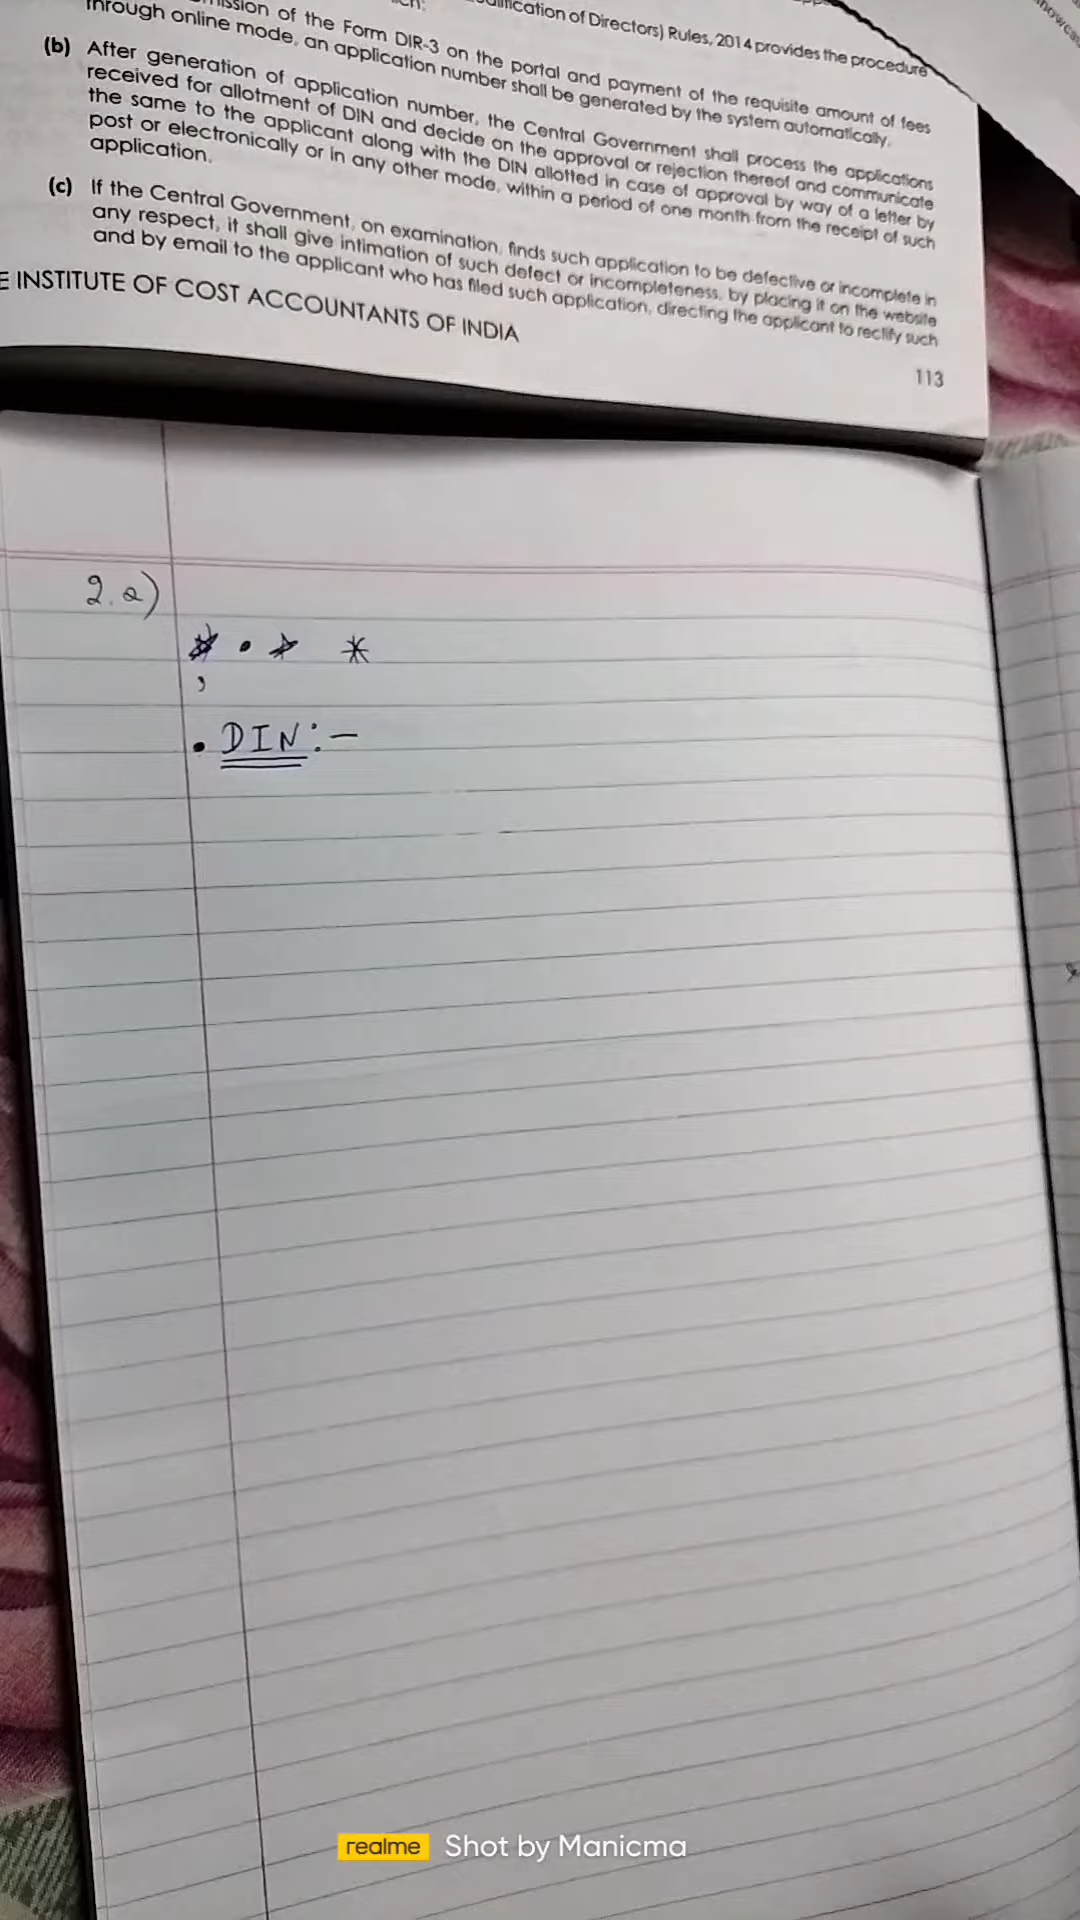 of the Form DIR-3 on the portal and payment of the requisite amount of fees
of Directors) Rules, 2014 provides the procedure
through online mode, an application number shall be generated by the system automatically.
(b) After generation of application number, the Central Government shall process the applications
received for allotment of DIN and decide on the approval or rejection thereof and communicate
the same to the applicant along with the DIN allotted in case of approval by way of a letter by
post or electronically or in any other mode, within a period of one month from the receipt of such
application.
(c) If the Central Government, on examination, finds such application to be defective or incomplete in
any respect, it shall give intimation of such defect or incompleteness, by placing it on the website
and by email to the applicant who has filed such application, directing the applicant to rectify such
INSTITUTE OF COST ACCOUNTANTS OF INDIA
113
2. a)
• DIN:-
realme Shot by Manicma